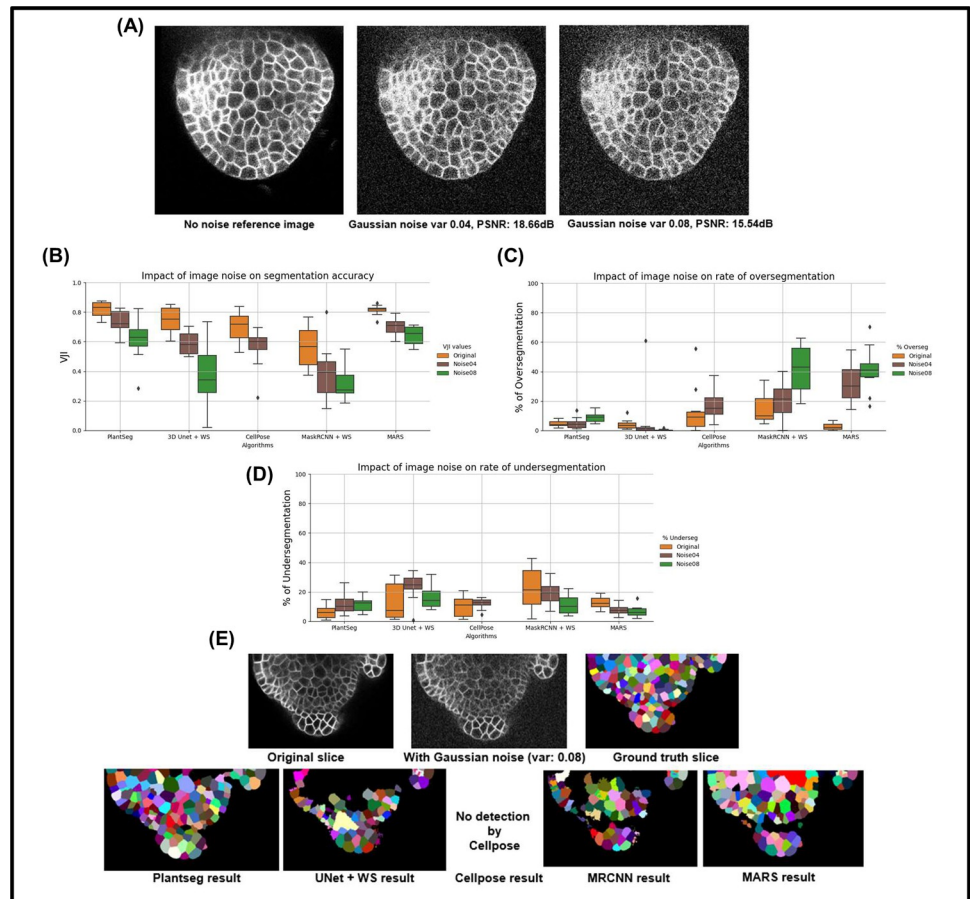 (A)
No noise reference image
Gaussian noise var 0.04, PSNR: 18.66dB
Gaussian noise var 0.08, PSNR: 15.54dB
(B)
Impact of image noise on segmentation accuracy
1.0
0.8
0.6
0.4
0.2
0.0
VJI
PlantSeg
3D Unet + WS
CellPose
MaskRCNN + WS
MARS
Algorithms
VJI values
Original
Noise04
Noise08
(C)
Impact of image noise on rate of oversegmentation
100
80
60
40
20
0
% of Oversegmentation
PlantSeg
3D Unet + WS
CellPose
MaskRCNN + WS
MARS
Algorithms
% Overseg
Original
Noise04
Noise08
(D)
Impact of image noise on rate of undersegmentation
100
80
60
40
20
0
% of Undersegmentation
PlantSeg
3D Unet + WS
CellPose
MaskRCNN + WS
MARS
Algorithms
% Underseg
Original
Noise04
Noise08
(E)
Original slice
With Gaussian noise (var: 0.08)
Ground truth slice
No detection
by
Cellpose
Plantseg result
UNet + WS result
Cellpose result
MRCNN result
MARS result